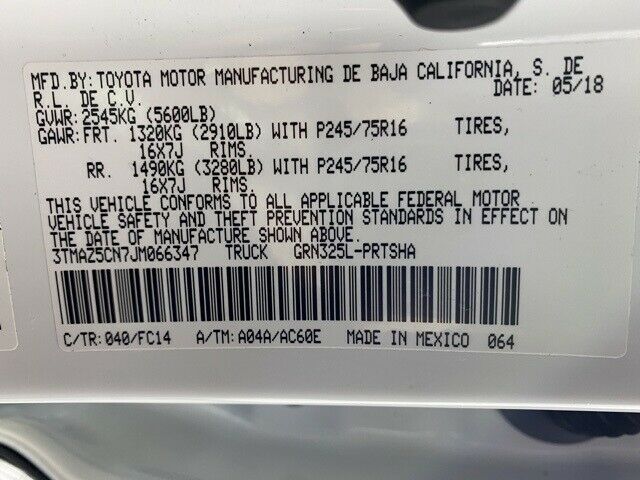 MFD.BY: TOYOTA MOTOR MANUFACTURING DE BAJA CALIFORNIA, S. DE
R.L. DE C.V. DATE: 05/18
GVWR: 2545KG (5600LB)
GAWR: FRT. 1320KG (2910LB) WITH P245/75R16 TIRES,
16X7J RIMS,
RR. 1490KG (3280LB) WITH P245/75R16 TIRES,
16X7J RIMS,
THIS VEHICLE CONFORMS TO ALL APPLICABLE FEDERAL MOTOR
VEHICLE SAFETY AND THEFT PREVENTION STANDARDS IN EFFECT ON
THE DATE OF MANUFACTURE SHOWN ABOVE.
3TMAZ5CN7JM066347 TRUCK GRN325L-PRTSHA
C/TR: 040/FC14 A/TM: A04A/AC60E MADE IN MEXICO 064